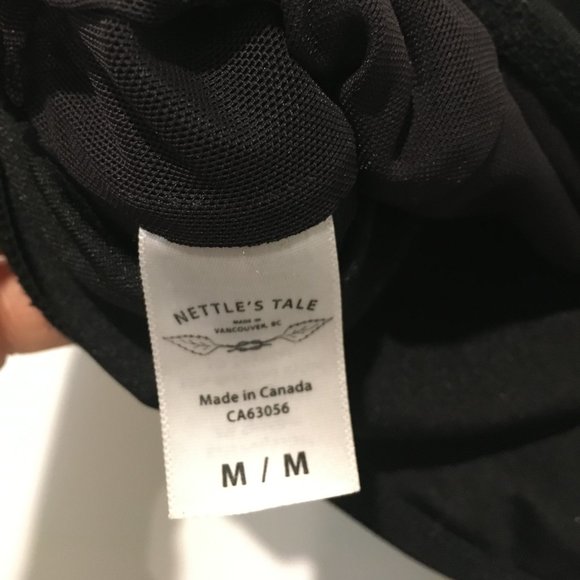 NETTLE'S TALE
MADE IN
VANCOUVER, BC
Made in Canada
CA63056
M / M